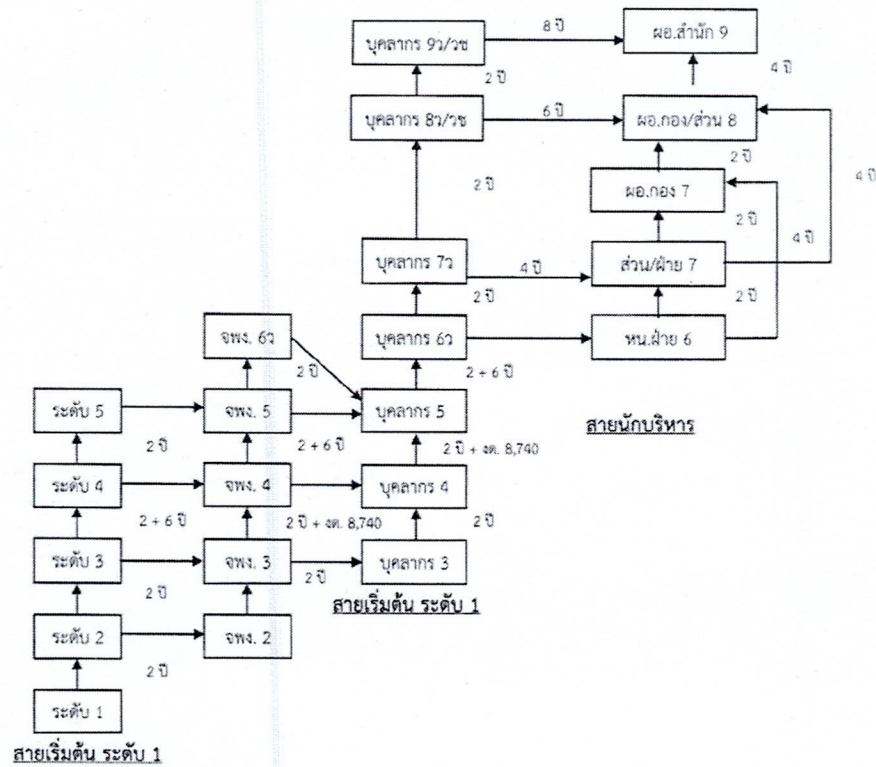 บุคลากร 9ว/วช
8 ปี
ผอ.สำนัก 9
2 ปี
4 ปี
บุคลากร 8ว/วช
6 ปี
ผอ.กอง/ส่วน 8
2 ปี
2 ปี
ผอ.กอง 7
4 ปี
2 ปี
4 ปี
บุคลากร 7ว
4 ปี
ส่วน/ฝ่าย 7
2 ปี
2 ปี
จพง. 6ว
บุคลากร 6ว
หน.ฝ่าย 6
2 ปี
2 + 6 ปี
ระดับ 5
จพง. 5
บุคลากร 5
สายนักบริหาร
2 ปี
2 + 6 ปี
2 ปี + งด. 8,740
ระดับ 4
จพง. 4
บุคลากร 4
2 + 6 ปี
2 ปี + งด. 8,740
2 ปี
ระดับ 3
จพง. 3
บุคลากร 3
2 ปี
2 ปี
สายเริ่มต้น ระดับ 1
ระดับ 2
จพง. 2
2 ปี
ระดับ 1
สายเริ่มต้น ระดับ 1